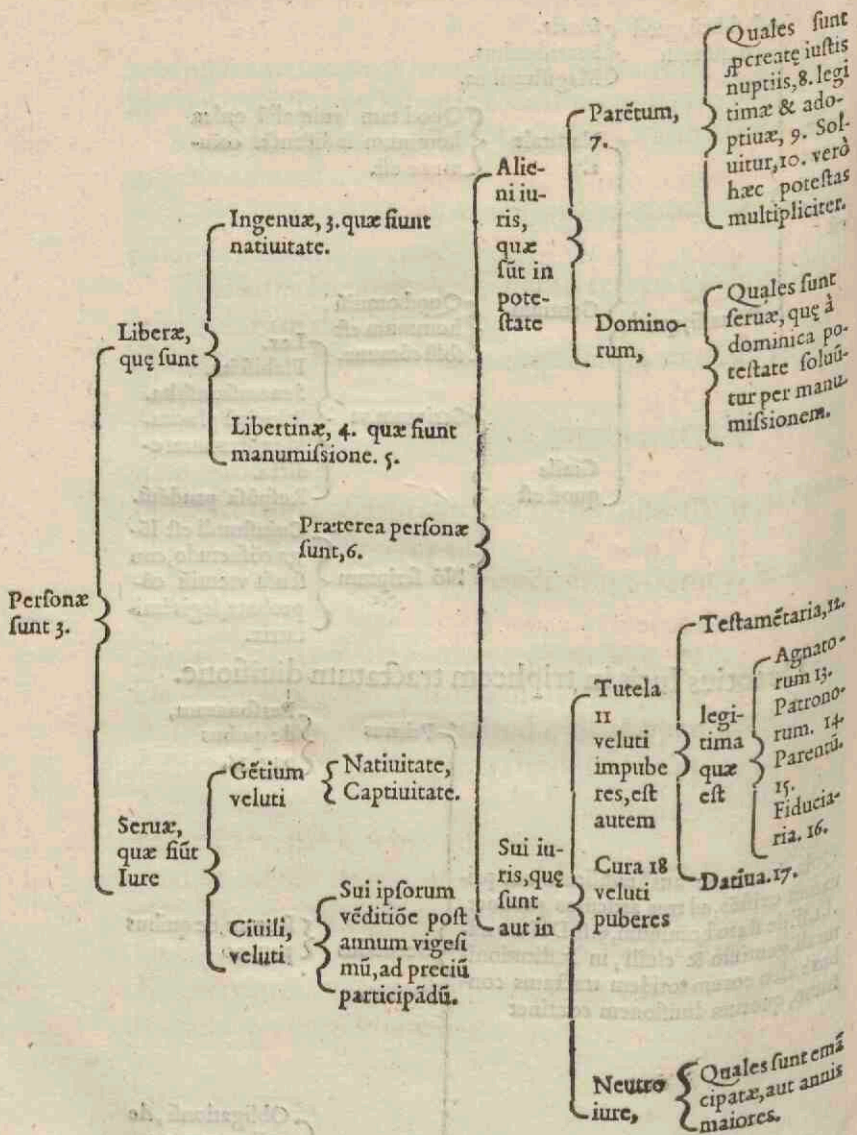 Personæ
sunt 3.
Liberæ,
quę sunt
Ingenuæ, 3. quæ fiunt
natiuitate.
Libertinæ, 4. quæ fiunt
manumissione. 5.
Seruæ,
quæ fiũt
Iure
Gẽtium
veluti
Natiuitate,
Captiuitate.
Ciuili,
veluti
Sui ipsorum
vẽditiõe post
annum vigesi
mũ, ad preciũ
participãdũ.
Præterea personæ
sunt, 6.
Alie-
ni iu-
ris,
quæ
sũt in
pote-
state
Parẽtum,
7.
Quales sunt
ꝓcreatę iustis
nuptiis, 8. legi
timæ & ado-
ptiuæ, 9. Sol-
uitur, 10. verò
hæc potestas
multipliciter.
Domino-
rum,
Quales sunt
seruæ, quę à
dominica po-
testate soluũ-
tur per manu-
missionem.
Sui iu-
ris, quę
sunt
aut in
Tutela
11
veluti
impube
res, est
autem
Testamẽtaria, 12.
legi-
tima
quæ
est
Agnato-
rum 13.
Patrono-
rum. 14.
Parentũ.
15.
Fiducia-
ria. 16.
Datiua. 17.
Cura 18
veluti
puberes
Neutro
iure,
Quales sunt emã
cipatæ, aut annis
maiores.